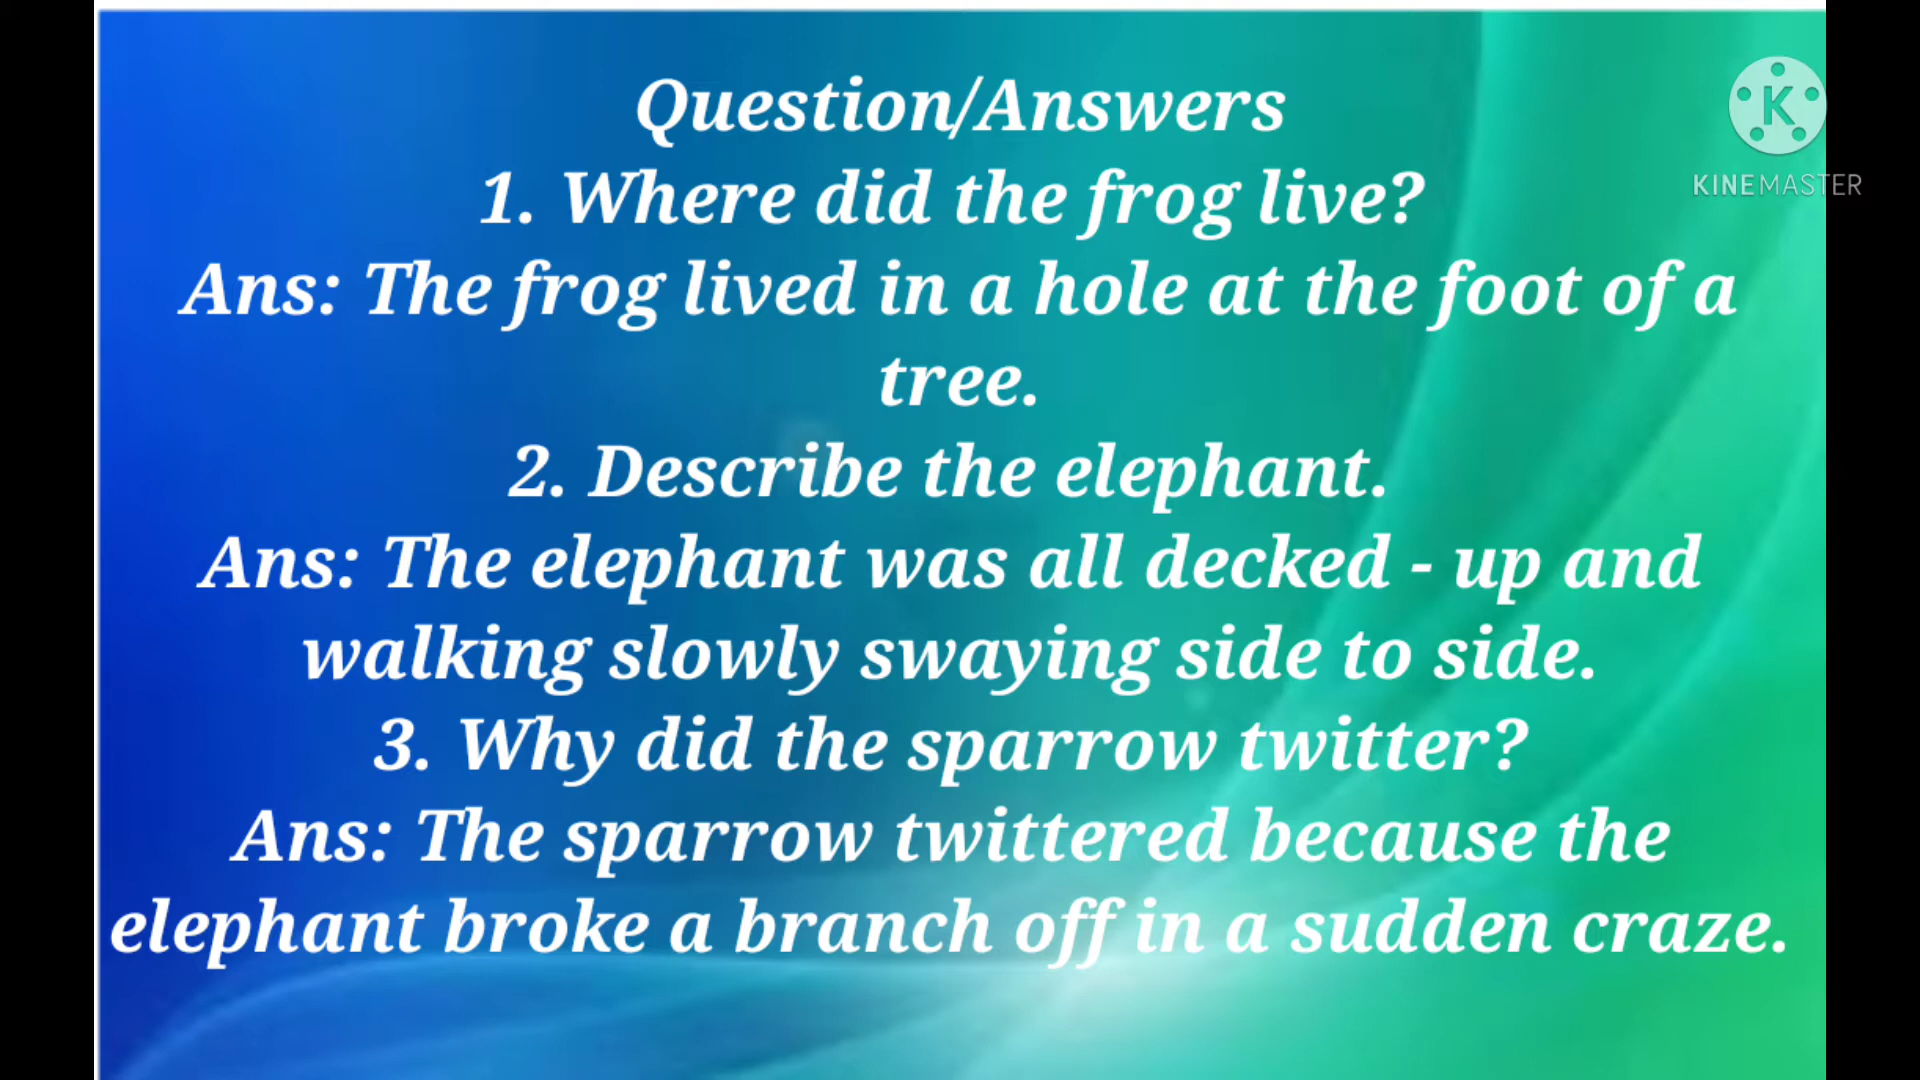 Question/Answers
1. Where did the frog live?
Ans: The frog lived in a hole at the foot of a
tree.
2. Describe the elephant.
Ans: The elephant was all decked - up and
walking slowly swaying side to side.
3. Why did the sparrow twitter?
Ans: The sparrow twittered because the
elephant broke a branch off in a sudden craze.
K
KINEMASTER